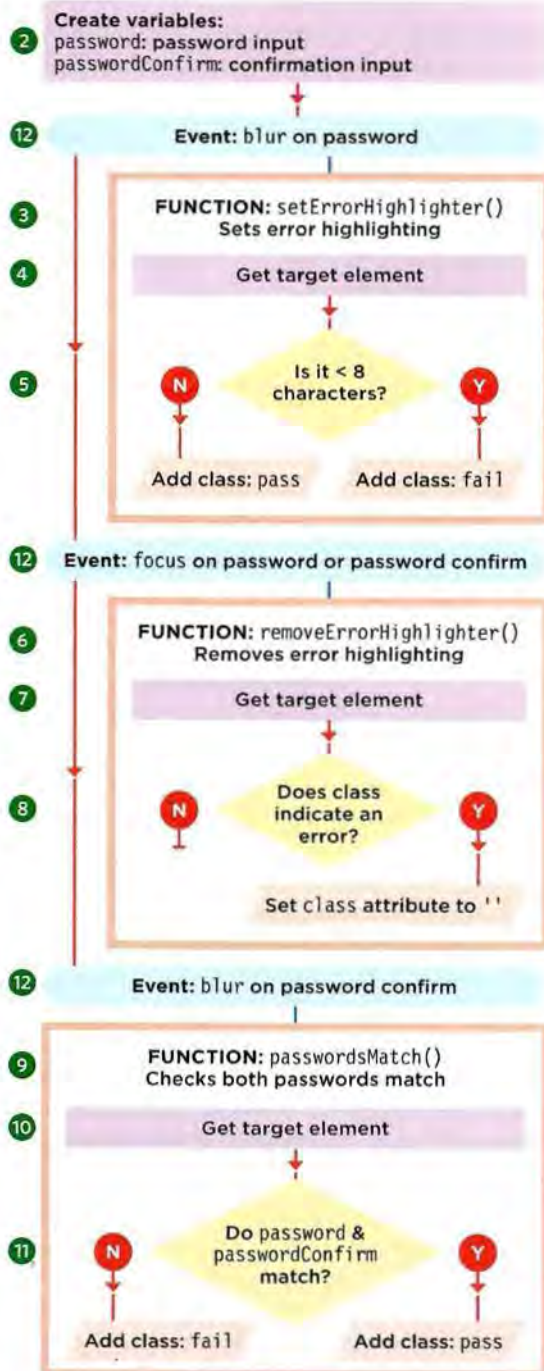 Create variables:
2
password: password input
passwordConfirm: confirmation input
12
Event: blur on password
3
FUNCTION: setErrorHighlighter()
Sets error highlighting
4
Get target element
5
Is it < 8
characters?
N
Y
Add class: pass
Add class: fail
12
Event: focus on password or password confirm
6
FUNCTION: removeErrorHighlighter()
Removes error highlighting
7
Get target element
8
Does class
indicate an
error?
N
Y
Set class attribute to ''
12
Event: blur on password confirm
9
FUNCTION: passwordsMatch()
Checks both passwords match
10
Get target element
11
Do password &
passwordConfirm
match?
N
Y
Add class: fail
Add class: pass